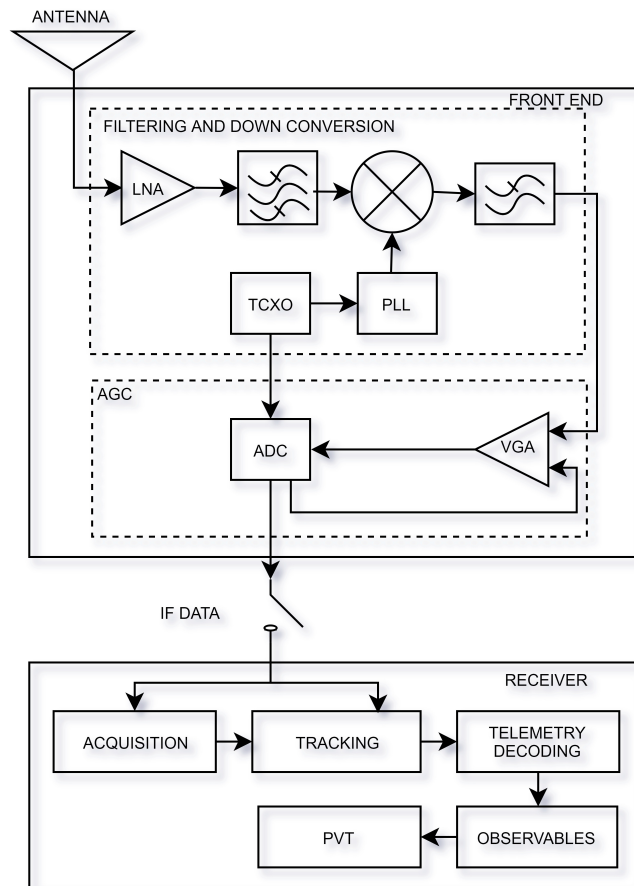 ANTENNA
FRONT END
FILTERING AND DOWN CONVERSION
LNA
TCXO
PLL
AGC
ADC
VGA
IF DATA
RECEIVER
ACQUISITION
TRACKING
TELEMETRY
DECODING
PVT
OBSERVABLES